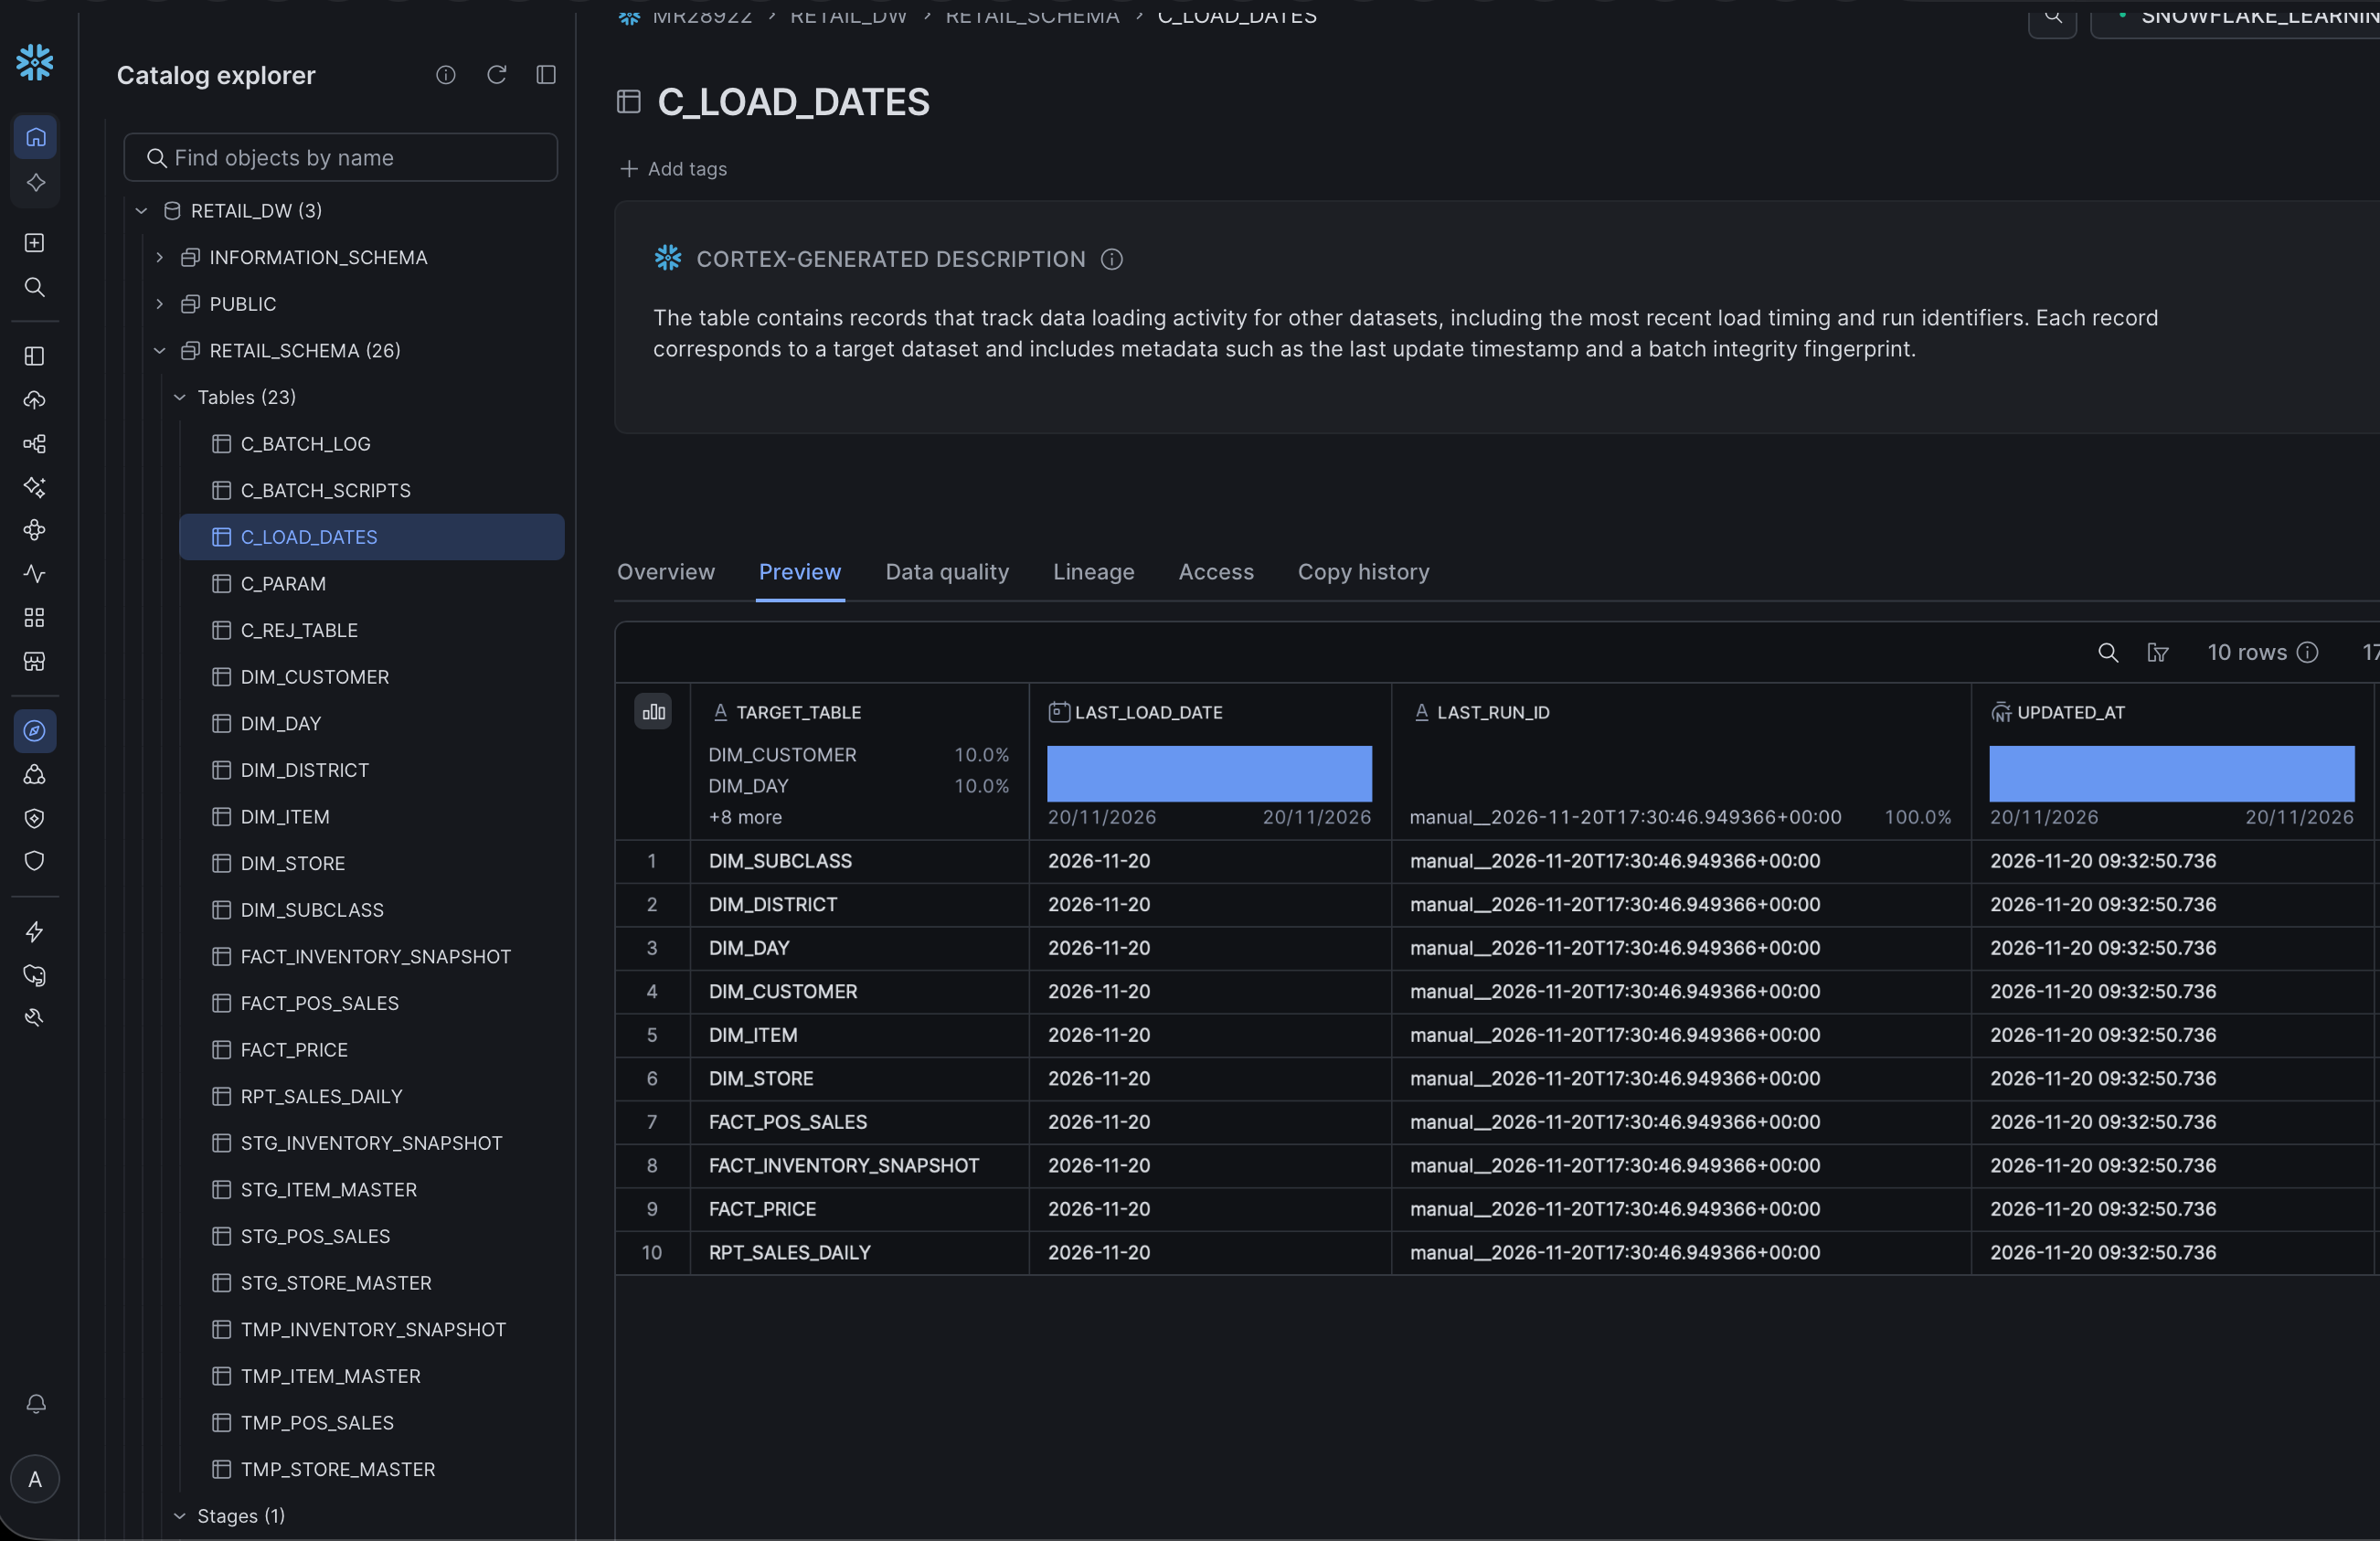 MR28922 > RETAIL_DW > RETAIL_SCHEMA > C_LOAD_DATES
Catalog explorer
Find objects by name
RETAIL_DW (3)
INFORMATION_SCHEMA
PUBLIC
RETAIL_SCHEMA (26)
Tables (23)
C_BATCH_LOG
C_BATCH_SCRIPTS
C_LOAD_DATES
C_PARAM
C_REJ_TABLE
DIM_CUSTOMER
DIM_DAY
DIM_DISTRICT
DIM_ITEM
DIM_STORE
DIM_SUBCLASS
FACT_INVENTORY_SNAPSHOT
FACT_POS_SALES
FACT_PRICE
RPT_SALES_DAILY
STG_INVENTORY_SNAPSHOT
STG_ITEM_MASTER
STG_POS_SALES
STG_STORE_MASTER
TMP_INVENTORY_SNAPSHOT
TMP_ITEM_MASTER
TMP_POS_SALES
TMP_STORE_MASTER
Stages (1)
A
C_LOAD_DATES
Add tags
CORTEX-GENERATED DESCRIPTION
The table contains records that track data loading activity for other datasets, including the most recent load timing and run identifiers. Each record
corresponds to a target dataset and includes metadata such as the last update timestamp and a batch integrity fingerprint.
Overview Preview Data quality Lineage Access Copy history
10 rows
TARGET_TABLE LAST_LOAD_DATE LAST_RUN_ID UPDATED_AT
DIM_CUSTOMER 10.0%
DIM_DAY 10.0%
+8 more 20/11/2026 20/11/2026 manual__2026-11-20T17:30:46.949366+00:00 100.0% 20/11/2026 20/11/2026
1 DIM_SUBCLASS 2026-11-20 manual__2026-11-20T17:30:46.949366+00:00 2026-11-20 09:32:50.736
2 DIM_DISTRICT 2026-11-20 manual__2026-11-20T17:30:46.949366+00:00 2026-11-20 09:32:50.736
3 DIM_DAY 2026-11-20 manual__2026-11-20T17:30:46.949366+00:00 2026-11-20 09:32:50.736
4 DIM_CUSTOMER 2026-11-20 manual__2026-11-20T17:30:46.949366+00:00 2026-11-20 09:32:50.736
5 DIM_ITEM 2026-11-20 manual__2026-11-20T17:30:46.949366+00:00 2026-11-20 09:32:50.736
6 DIM_STORE 2026-11-20 manual__2026-11-20T17:30:46.949366+00:00 2026-11-20 09:32:50.736
7 FACT_POS_SALES 2026-11-20 manual__2026-11-20T17:30:46.949366+00:00 2026-11-20 09:32:50.736
8 FACT_INVENTORY_SNAPSHOT 2026-11-20 manual__2026-11-20T17:30:46.949366+00:00 2026-11-20 09:32:50.736
9 FACT_PRICE 2026-11-20 manual__2026-11-20T17:30:46.949366+00:00 2026-11-20 09:32:50.736
10 RPT_SALES_DAILY 2026-11-20 manual__2026-11-20T17:30:46.949366+00:00 2026-11-20 09:32:50.736